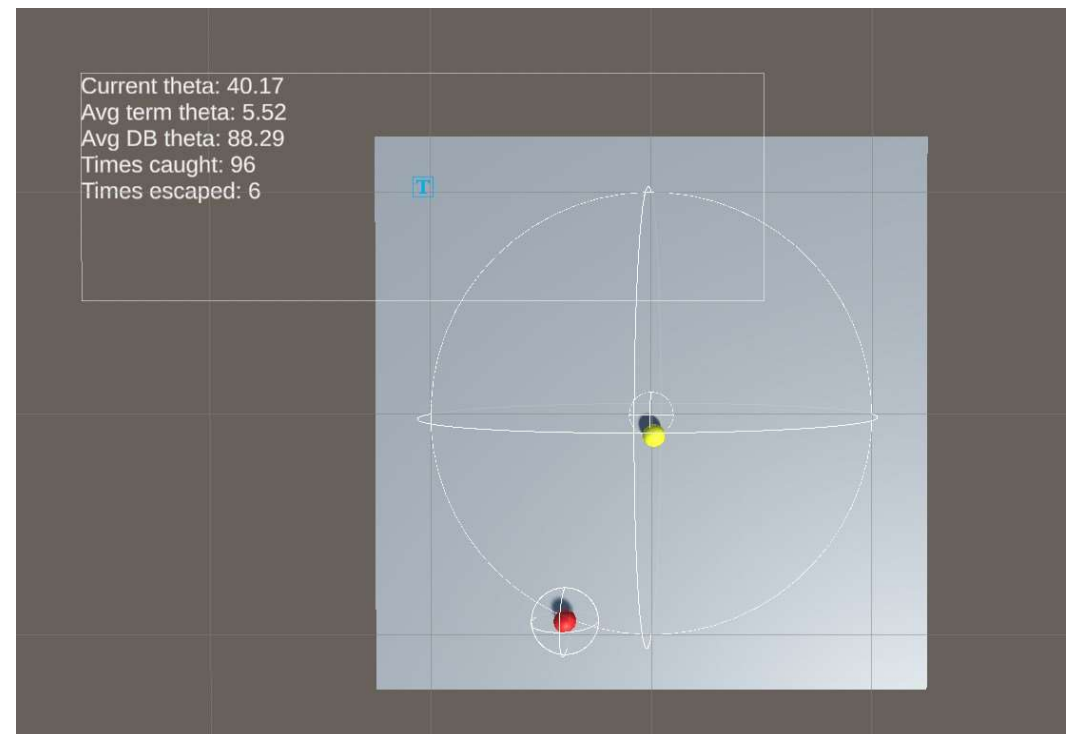 Current theta: 40.17
Avg term theta: 5.52
Avg DB theta: 88.29
Times caught: 96
Times escaped: 6
T